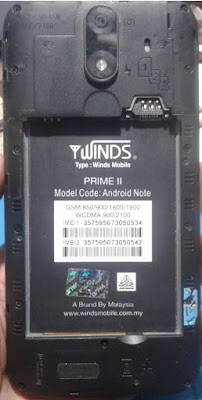 WINDS®
Type : Winds Mobile
PRIME II
Model Code: Android Note
GSM 850/900/1800/1900
WCDMA 900/2100
IMEI1 357595073050534
IMEI2 357595073050542
A Brand By Malaysia
www.windsmobile.com.my